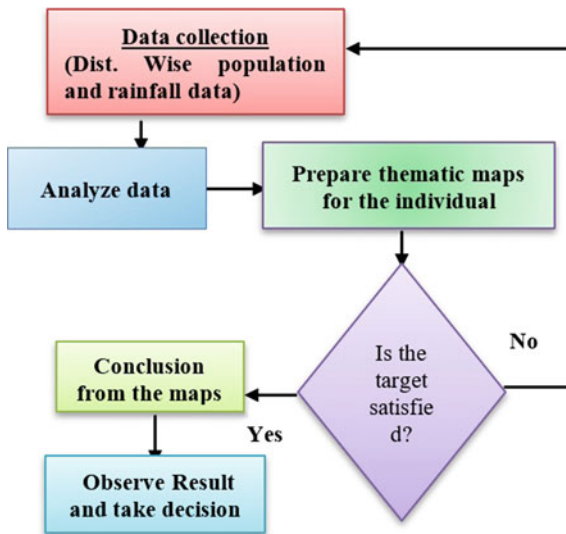 Data collection
(Dist. Wise population
and rainfall data)
Analyze data
Prepare thematic maps
for the individual
Is the
target
satisfie
d?
No
Yes
Conclusion
from the maps
Observe Result
and take decision